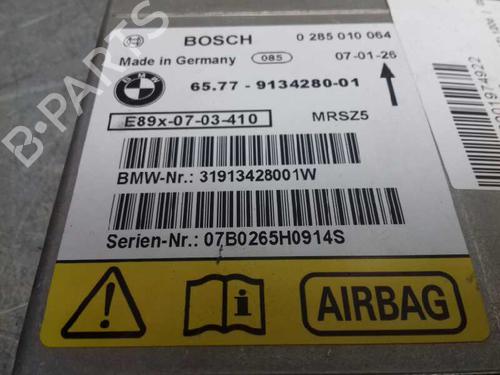 BOSCH 0 285 010 064
Made in Germany 085 07-01-26
BMW
65.77 - 9134280-01
E89x-07-03-410 MRSZ5
BMW-Nr.: 31913428001W
Serien-Nr.: 07B0265H0914S
AIRBAG
B-PARTS